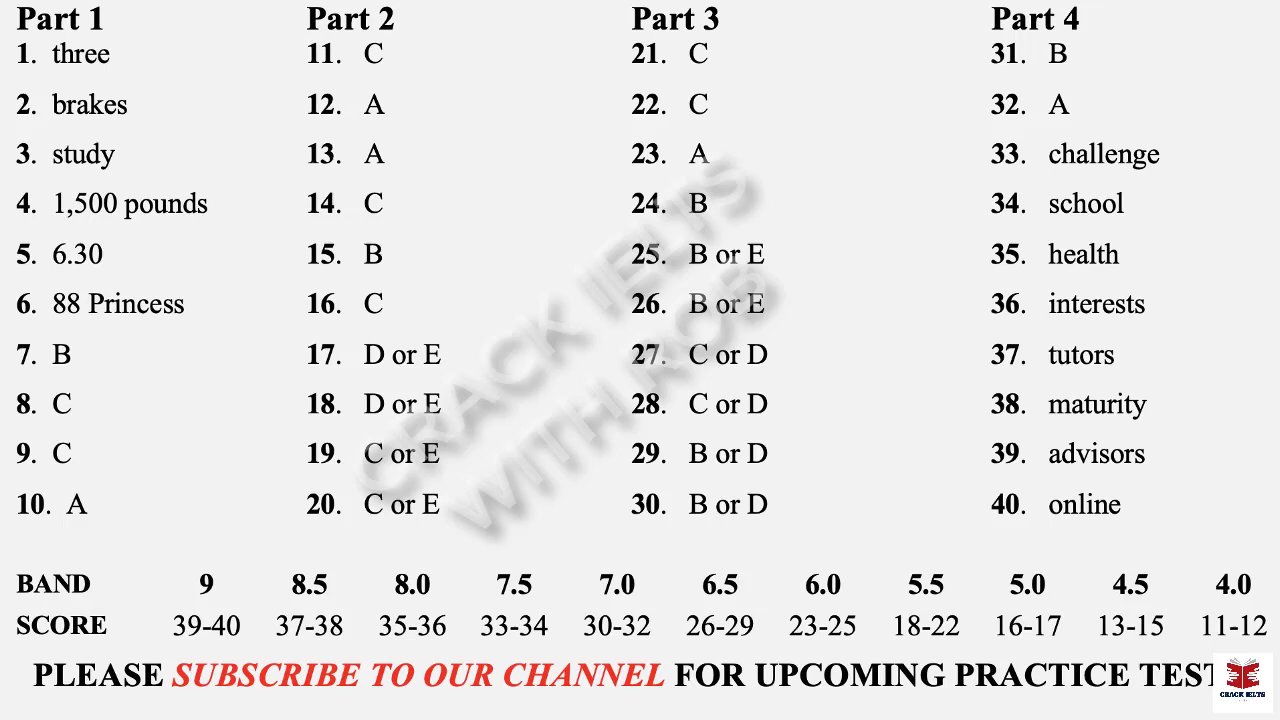 Part 1 Part 2 Part 3 Part 4
1. three 11. C 21. C 31. B
2. brakes 12. A 22. C 32. A
3. study 13. A 23. A 33. challenge
4. 1,500 pounds 14. C 24. B 34. school
5. 6.30 15. B 25. B or E 35. health
6. 88 Princess 16. C 26. B or E 36. interests
7. B 17. D or E 27. C or D 37. tutors
8. C 18. D or E 28. C or D 38. maturity
9. C 19. C or E 29. B or D 39. advisors
10. A 20. C or E 30. B or D 40. online
CRACK IELTS
WITH ROB
BAND 9 8.5 8.0 7.5 7.0 6.5 6.0 5.5 5.0 4.5 4.0
SCORE 39-40 37-38 35-36 33-34 30-32 26-29 23-25 18-22 16-17 13-15 11-12
PLEASE SUBSCRIBE TO OUR CHANNEL FOR UPCOMING PRACTICE TEST
CRACK IELTS